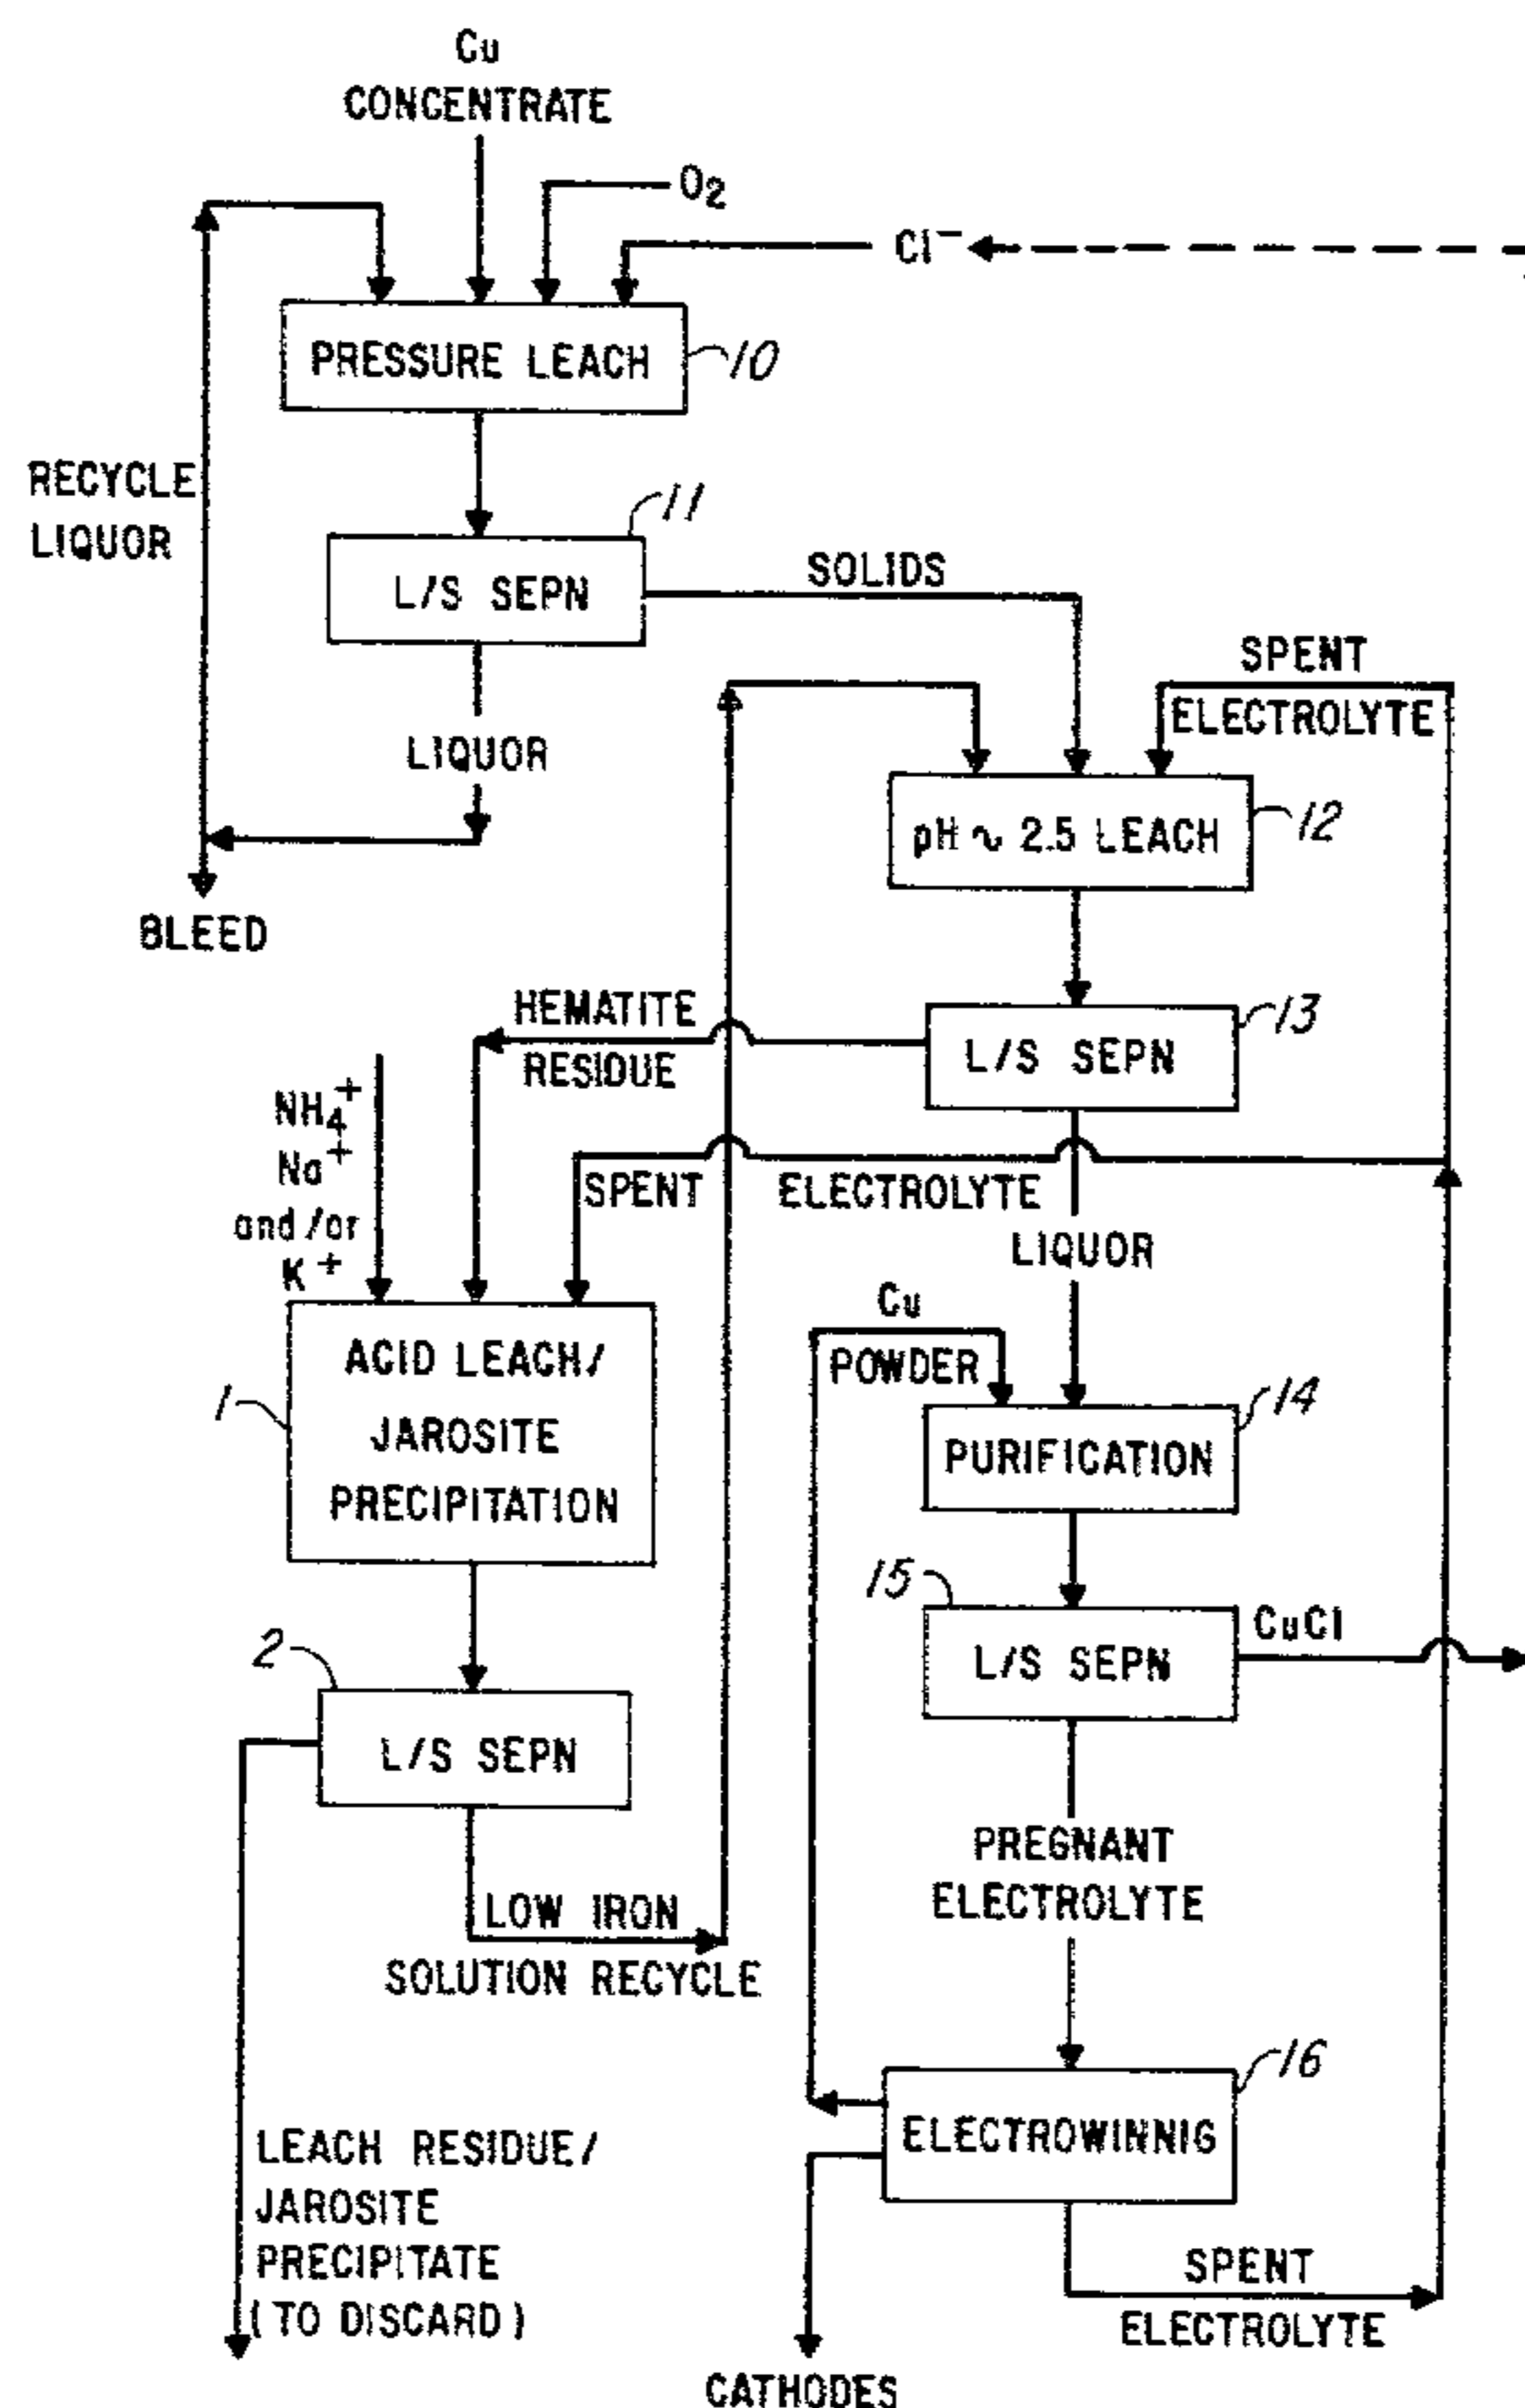 Cu
CONCENTRATE
O2
Cl−
PRESSURE LEACH
10
RECYCLE
LIQUOR
11
L/S SEPN
SOLIDS
SPENT
ELECTROLYTE
LIQUOR
pH ~ 2.5 LEACH
12
BLEED
HEMATITE
RESIDUE
13
L/S SEPN
NH4+
Na+
and/or
K+
SPENT ELECTROLYTE
LIQUOR
Cu
POWDER
1
ACID LEACH/
JAROSITE
PRECIPITATION
14
PURIFICATION
15
L/S SEPN
CuCl
2
L/S SEPN
PREGNANT
ELECTROLYTE
LOW IRON
SOLUTION RECYCLE
16
ELECTROWINNIG
LEACH RESIDUE/
JAROSITE
PRECIPITATE
(TO DISCARD)
SPENT
ELECTROLYTE
CATHODES